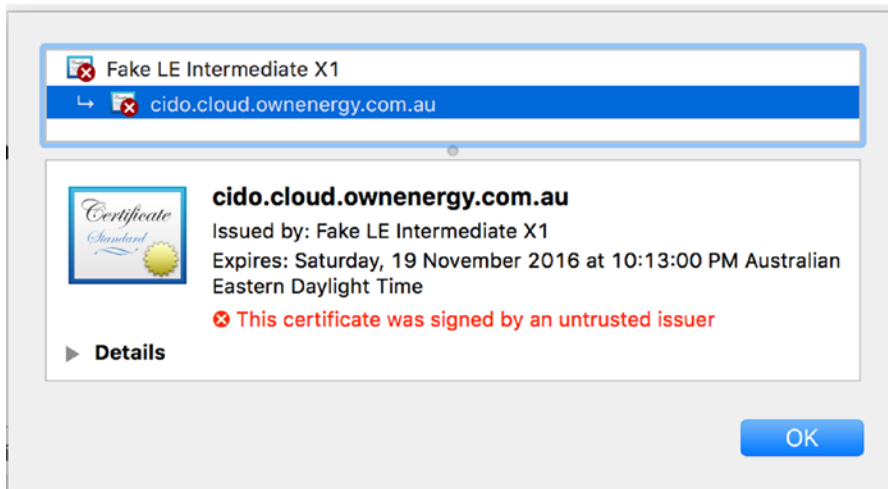 Fake LE Intermediate X1
↳ cido.cloud.ownenergy.com.au
Certificate
Standard
cido.cloud.ownenergy.com.au
Issued by: Fake LE Intermediate X1
Expires: Saturday, 19 November 2016 at 10:13:00 PM Australian
Eastern Daylight Time
This certificate was signed by an untrusted issuer
Details
OK